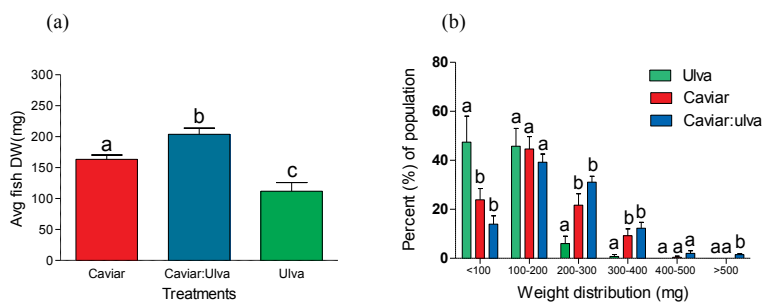 (a)
Avg fish DW(mg)
300
250
200
150
100
50
0
a
b
c
Caviar
Caviar:Ulva
Ulva
Treatments
(b)
Percent (%) of population
80
60
40
20
0
Ulva
Caviar
Caviar:ulva
a
b
b
a
a
a
a
b
b
a
b
b
a
a
a
a
a
b
<100
100-200
200-300
300-400
400-500
>500
Weight distribution (mg)